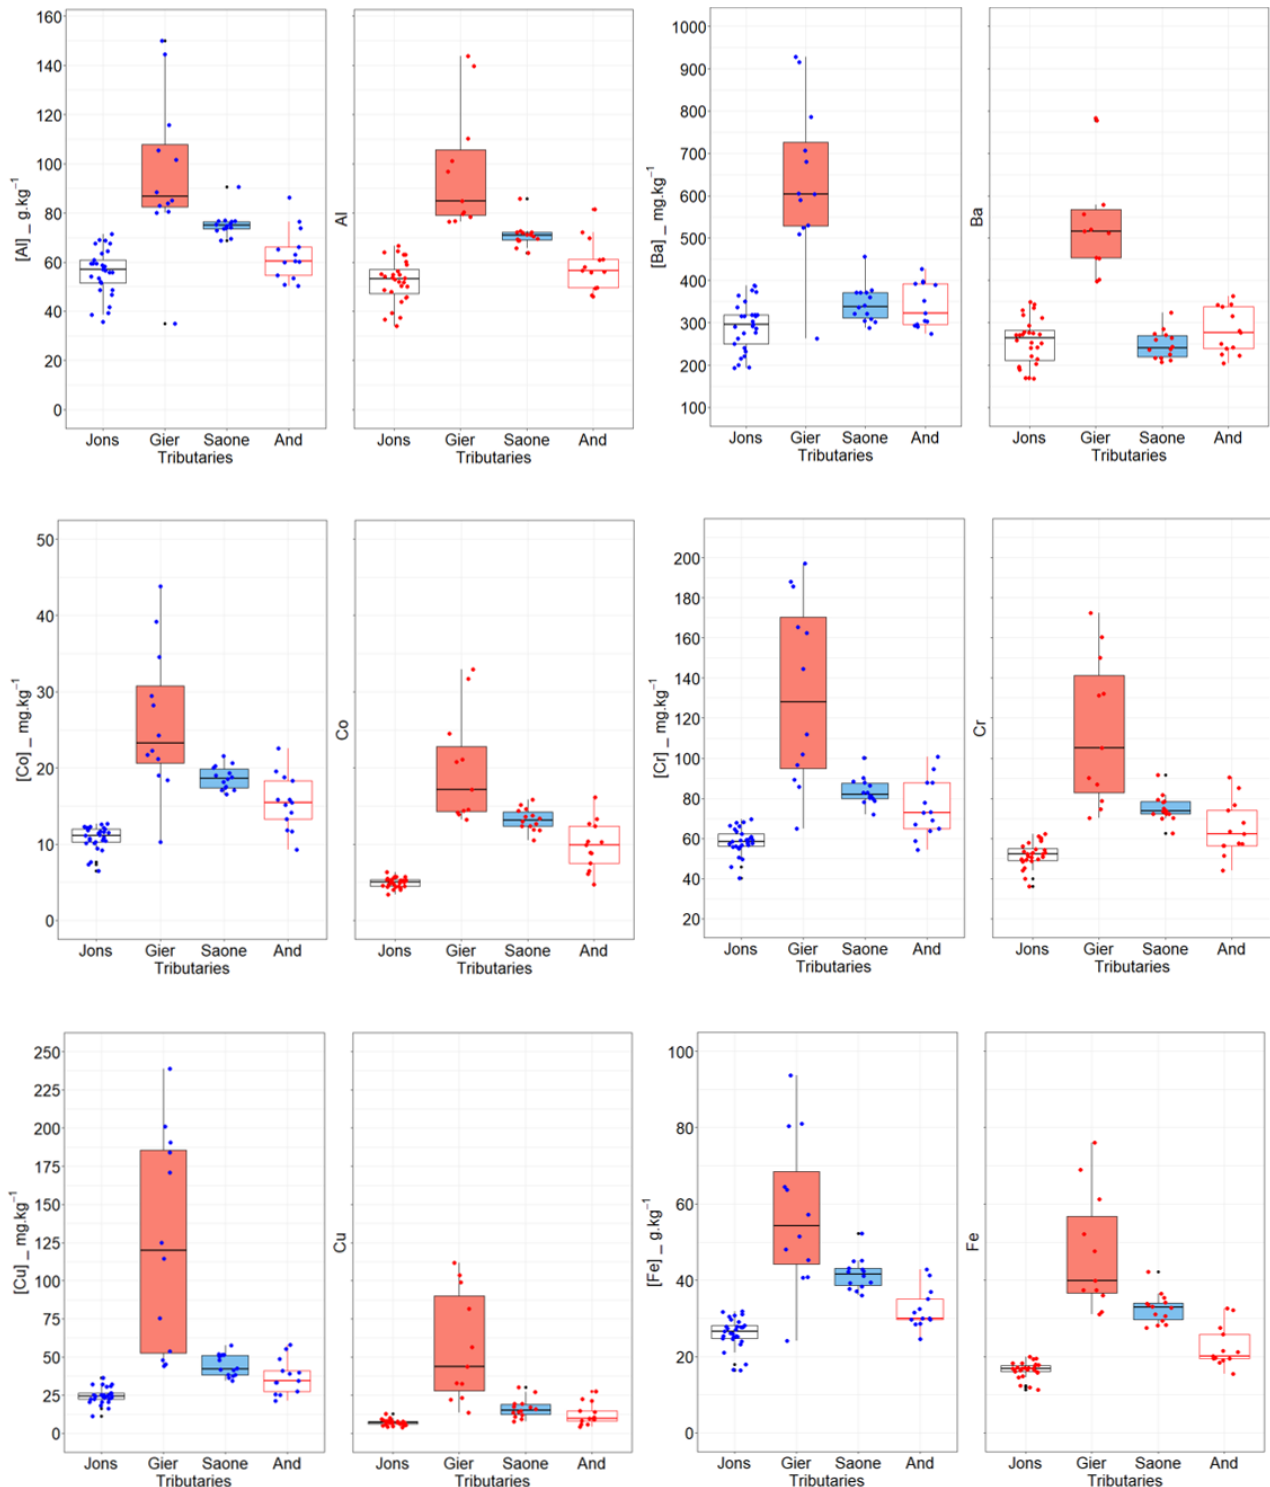 160
140
120
100
80
60
40
20
0
[Al] _ g.kg⁻¹
Jons Gier Saone And
Tributaries
Al
Jons Gier Saone And
Tributaries
1000
900
800
700
600
500
400
300
200
100
[Ba] _ mg.kg⁻¹
Jons Gier Saone And
Tributaries
Ba
Jons Gier Saone And
Tributaries
50
40
30
20
10
0
[Co] _ mg.kg⁻¹
Jons Gier Saone And
Tributaries
Co
Jons Gier Saone And
Tributaries
200
180
160
140
120
100
80
60
40
20
[Cr] _ mg.kg⁻¹
Jons Gier Saone And
Tributaries
Cr
Jons Gier Saone And
Tributaries
250
225
200
175
150
125
100
75
50
25
0
[Cu] _ mg.kg⁻¹
Jons Gier Saone And
Tributaries
Cu
Jons Gier Saone And
Tributaries
100
80
60
40
20
0
[Fe] _ g.kg⁻¹
Jons Gier Saone And
Tributaries
Fe
Jons Gier Saone And
Tributaries